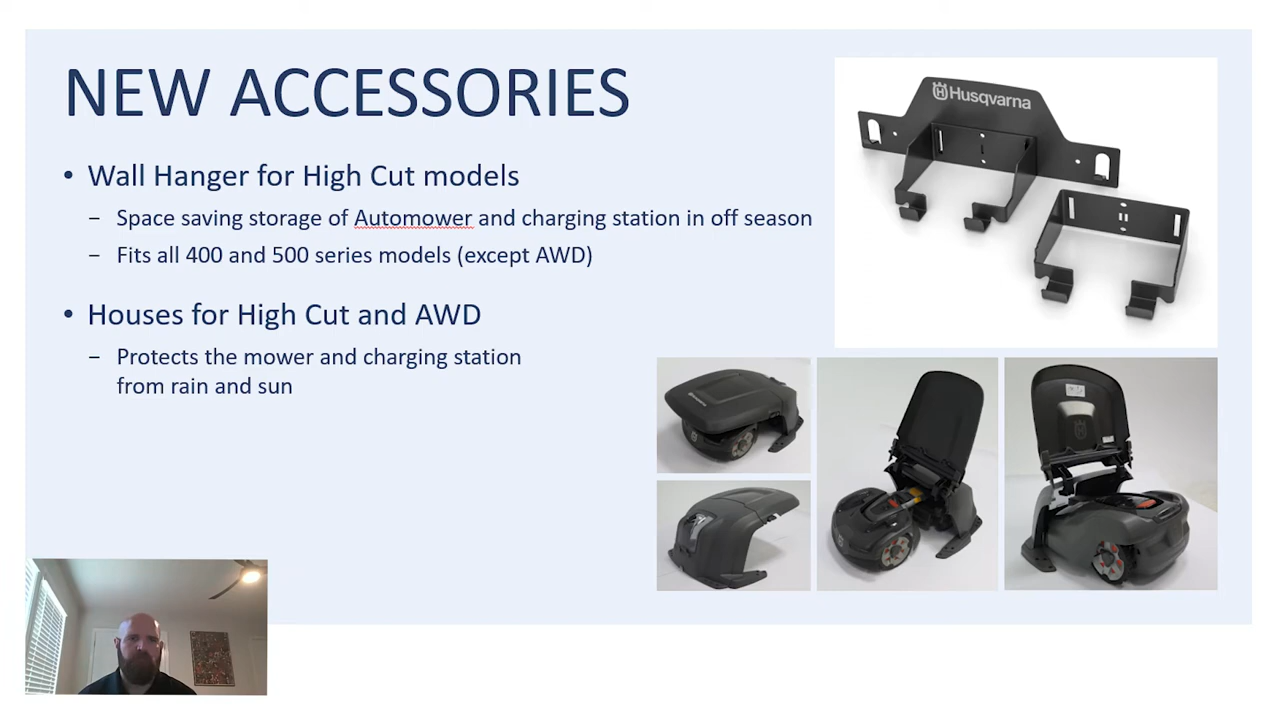 NEW ACCESSORIES
• Wall Hanger for High Cut models
– Space saving storage of Automower and charging station in off season
– Fits all 400 and 500 series models (except AWD)
• Houses for High Cut and AWD
– Protects the mower and charging station
from rain and sun
Husqvarna